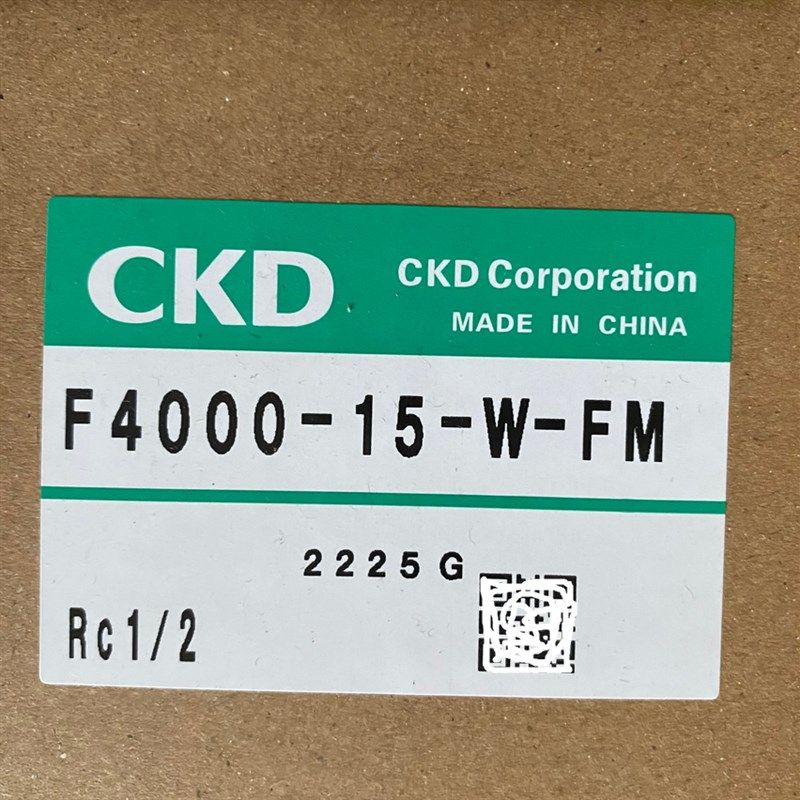 CKD
CKD Corporation
MADE IN CHINA
F4000-15-W-FM
2225G
Rc1/2